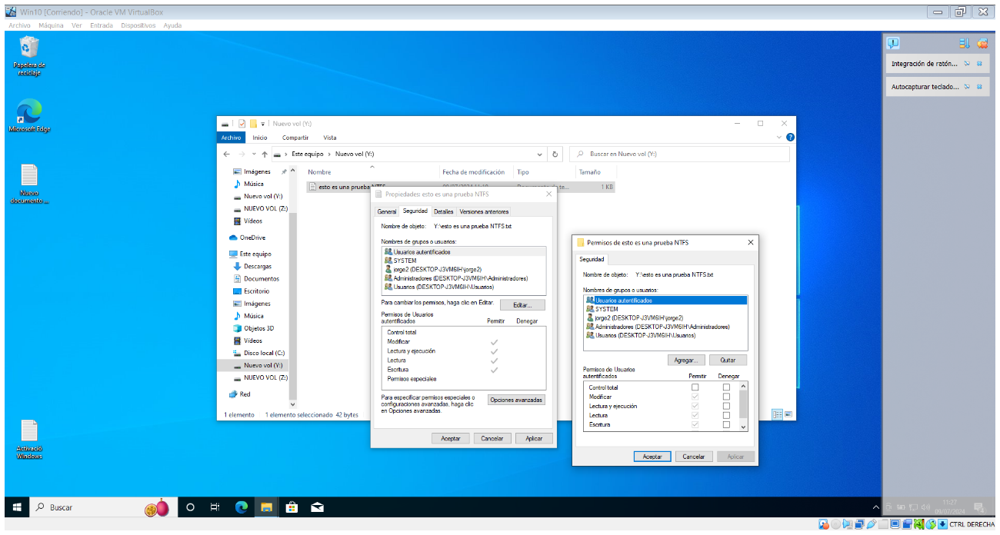 Win10 [Corriendo] - Oracle VM VirtualBox
Archivo Máquina Ver Entrada Dispositivos Ayuda
Papelera de
reciclaje
Microsoft Edge
Nuevo
documento ...
Activació
Windows
Integración de ratón...
Autocapturar teclado...
Nuevo vol (Y:)
Archivo Inicio Compartir Vista
Este equipo > Nuevo vol (Y:)
Buscar en Nuevo vol (Y:)
Imágenes
Música
Nuevo vol (Y:)
NUEVO VOL (Z:)
Vídeos
OneDrive
Este equipo
Descargas
Documentos
Escritorio
Imágenes
Música
Objetos 3D
Vídeos
Disco local (C:)
Nuevo vol (Y:)
NUEVO VOL (Z:)
Red
Nombre Fecha de modificación Tipo Tamaño
esto es una prueba NTFS 1 KB
1 elemento 1 elemento seleccionado 42 bytes
Propiedades: esto es una prueba NTFS
General Seguridad Detalles Versiones anteriores
Nombre de objeto: Y:\esto es una prueba NTFS.txt
Nombres de grupos o usuarios:
Usuarios autentificados
SYSTEM
jorge2 (DESKTOP-J3VM6IH\jorge2)
Administradores (DESKTOP-J3VM6IH\Administradores)
Usuarios (DESKTOP-J3VM6IH\Usuarios)
Para cambiar los permisos, haga clic en Editar.
Editar...
Permisos de Usuarios
autentificados Permitir Denegar
Control total
Modificar
Lectura y ejecución
Lectura
Escritura
Permisos especiales
Para especificar permisos especiales o
configuraciones avanzadas, haga clic
en Opciones avanzadas.
Opciones avanzadas
Aceptar Cancelar Aplicar
Permisos de esto es una prueba NTFS
Seguridad
Nombre de objeto: Y:\esto es una prueba NTFS.txt
Nombres de grupos o usuarios:
Usuarios autentificados
SYSTEM
jorge2 (DESKTOP-J3VM6IH\jorge2)
Administradores (DESKTOP-J3VM6IH\Administradores)
Usuarios (DESKTOP-J3VM6IH\Usuarios)
Agregar... Quitar
Permisos de Usuarios
autentificados Permitir Denegar
Control total
Modificar
Lectura y ejecución
Lectura
Escritura
Aceptar Cancelar Aplicar
Buscar
11:27
09/07/2024
CTRL DERECHA